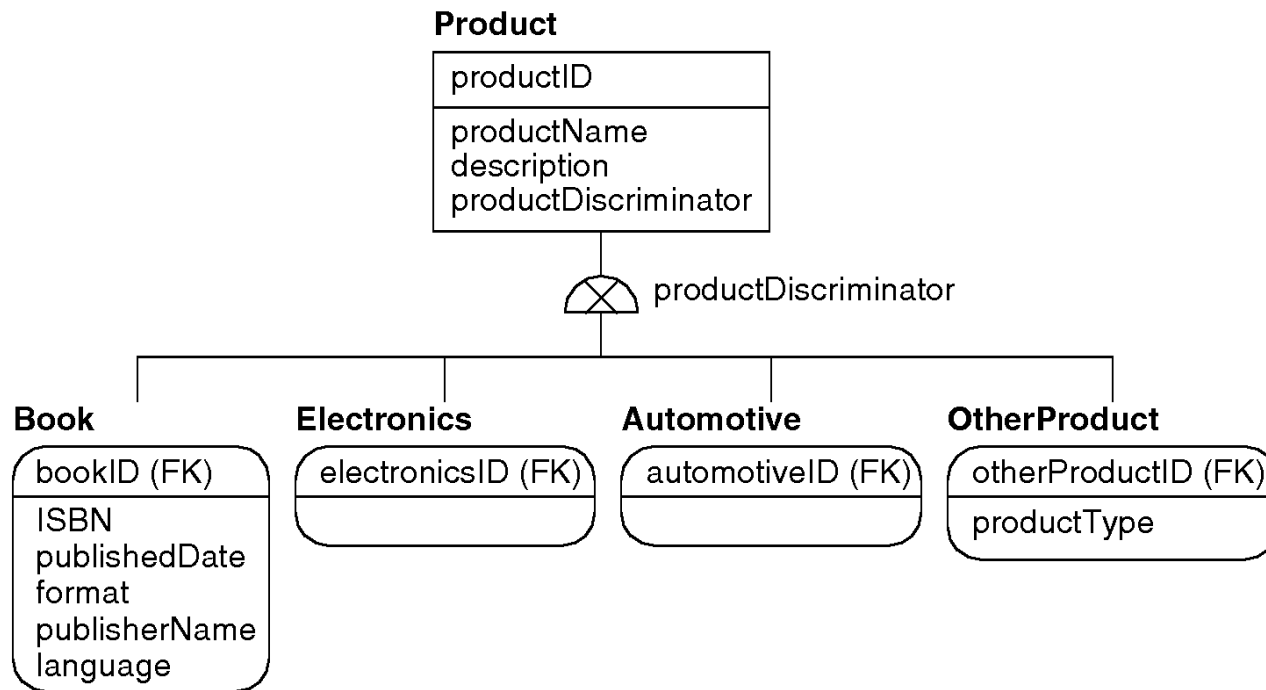 Product
productID
productName
description
productDiscriminator
productDiscriminator
Book
bookID (FK)
ISBN
publishedDate
format
publisherName
language
Electronics
electronicsID (FK)
Automotive
automotiveID (FK)
OtherProduct
otherProductID (FK)
productType